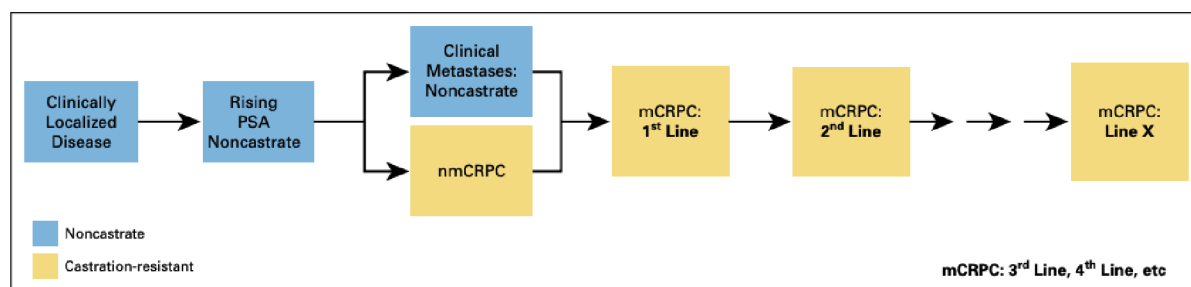 Clinically
Localized
Disease
Rising
PSA
Noncastrate
Clinical
Metastases:
Noncastrate
nmCRPC
mCRPC:
1st Line
mCRPC:
2nd Line
mCRPC:
Line X
Noncastrate
Castration-resistant
mCRPC: 3rd Line, 4th Line, etc